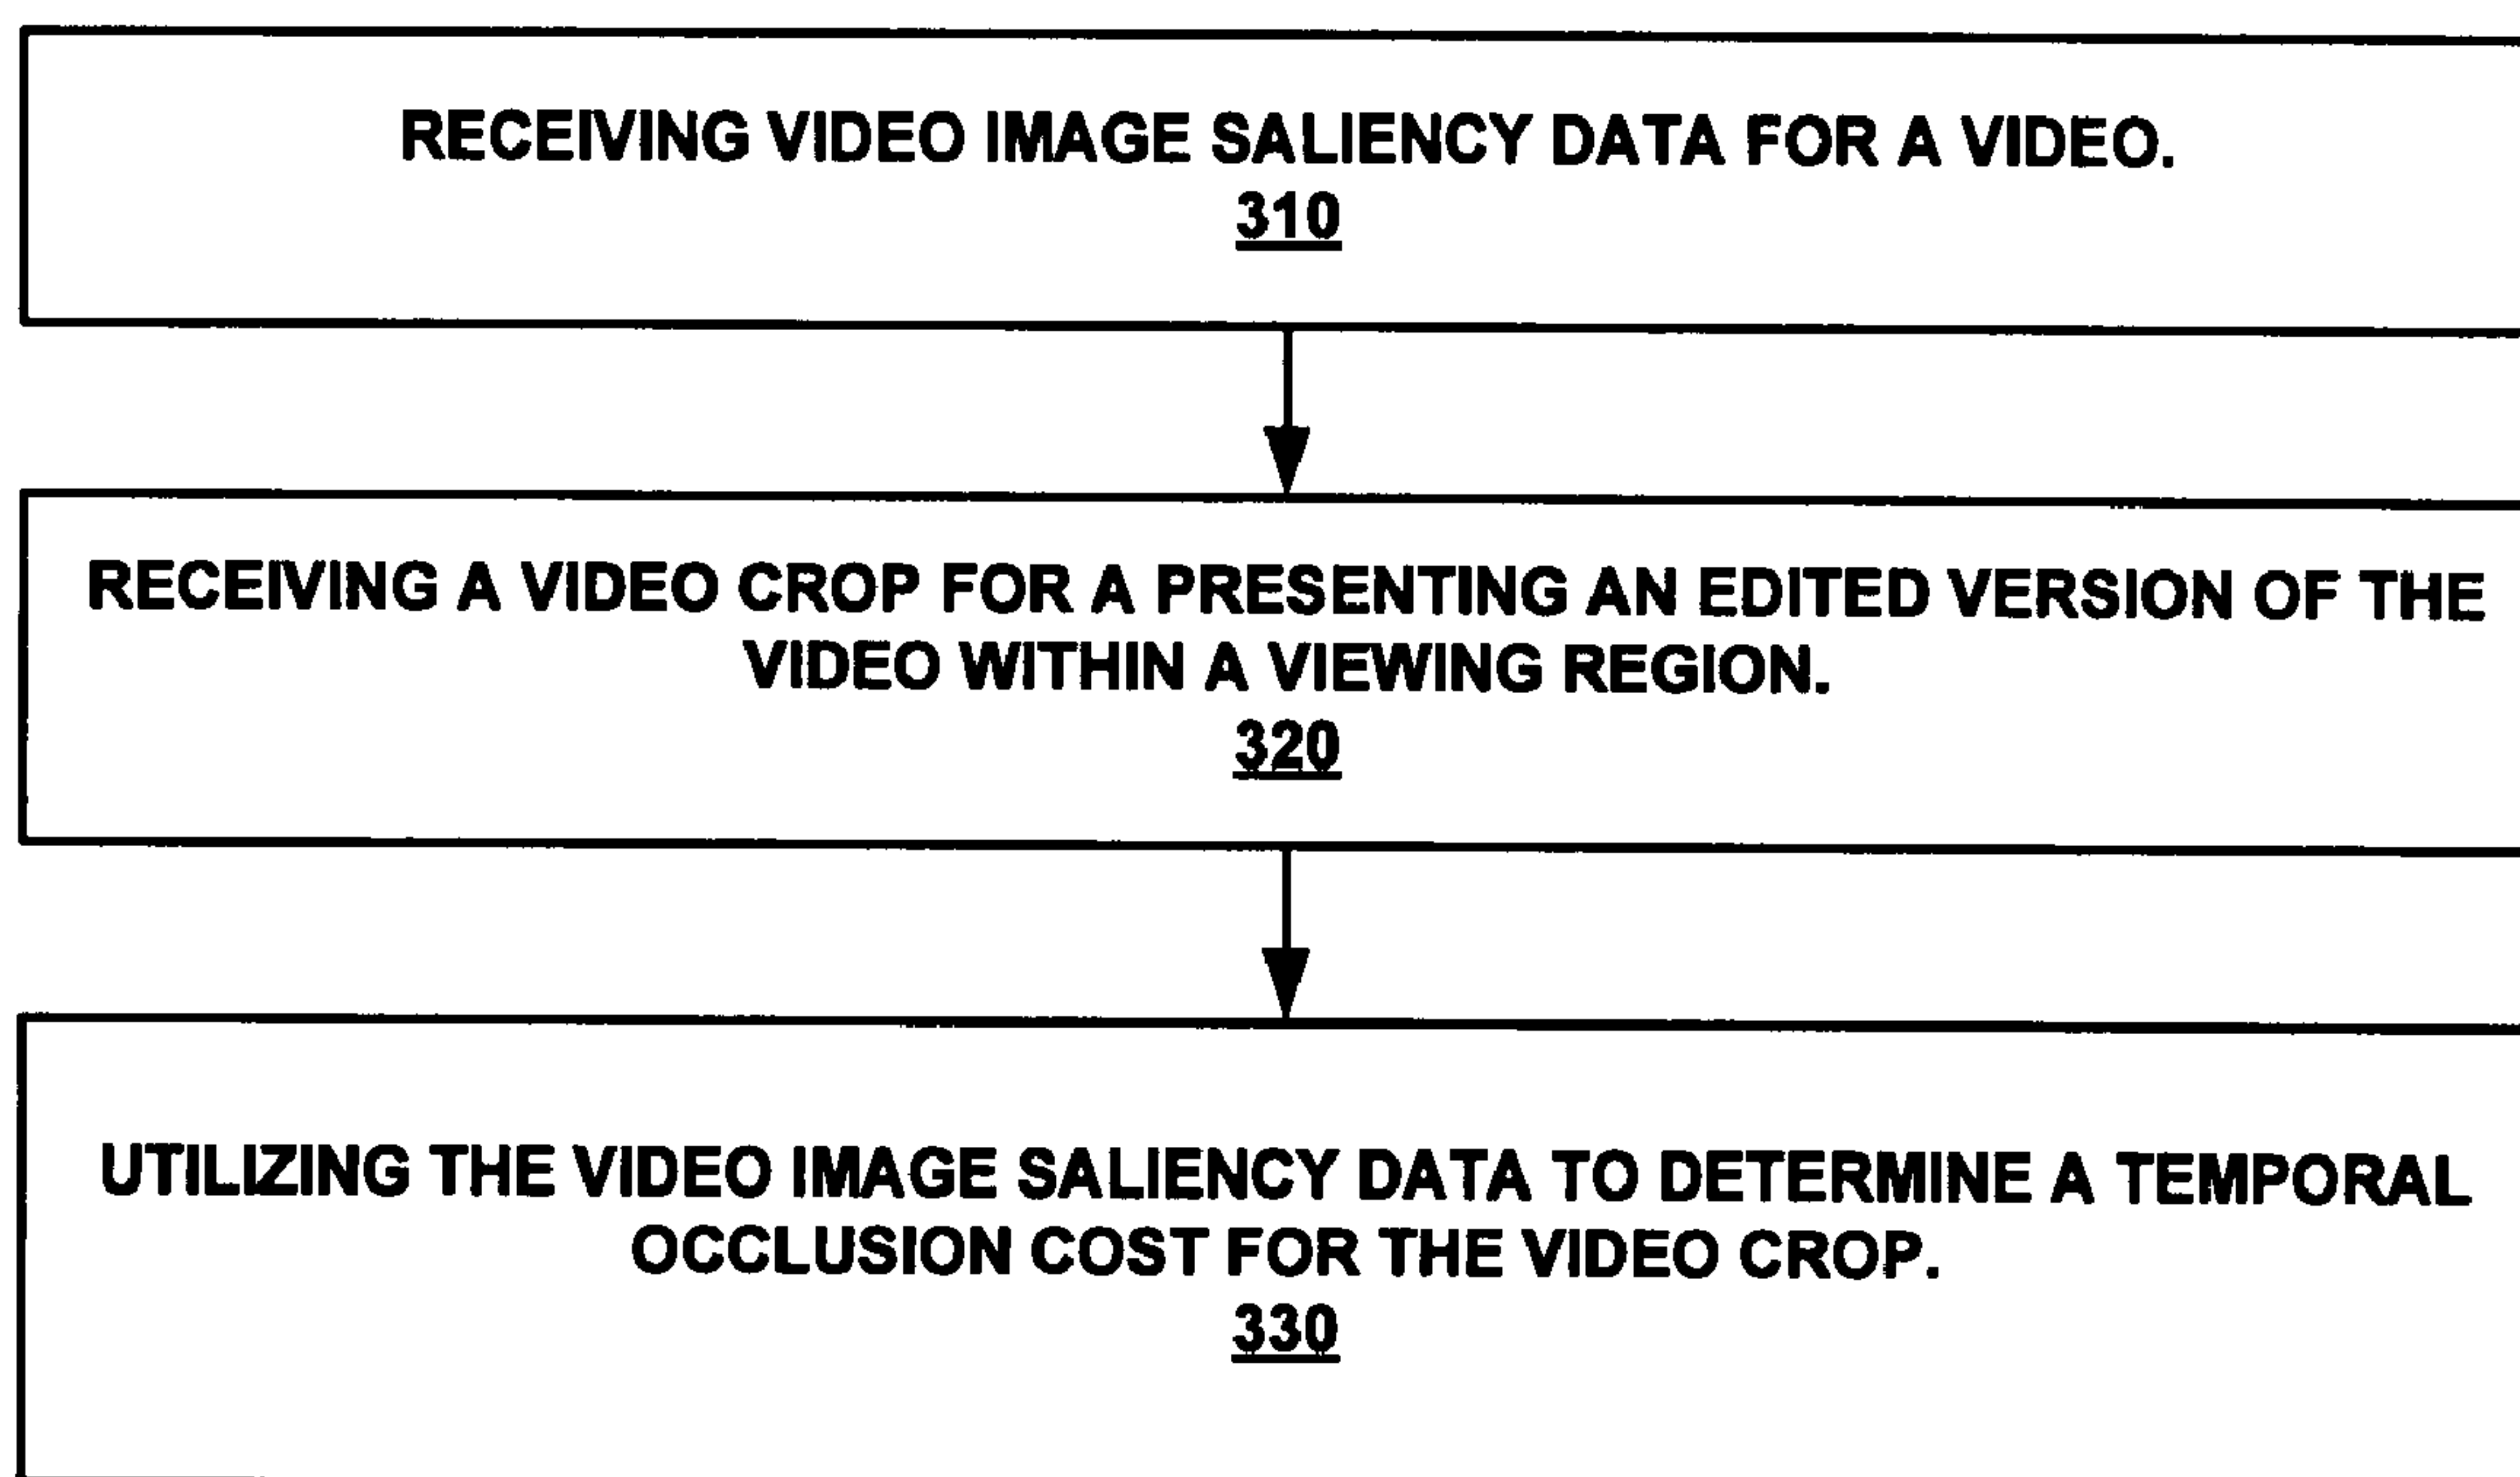 RECEIVING VIDEO IMAGE SALIENCY DATA FOR A VIDEO.
310
RECEIVING A VIDEO CROP FOR A PRESENTING AN EDITED VERSION OF THE
VIDEO WITHIN A VIEWING REGION.
320
UTILIZING THE VIDEO IMAGE SALIENCY DATA TO DETERMINE A TEMPORAL
OCCLUSION COST FOR THE VIDEO CROP.
330